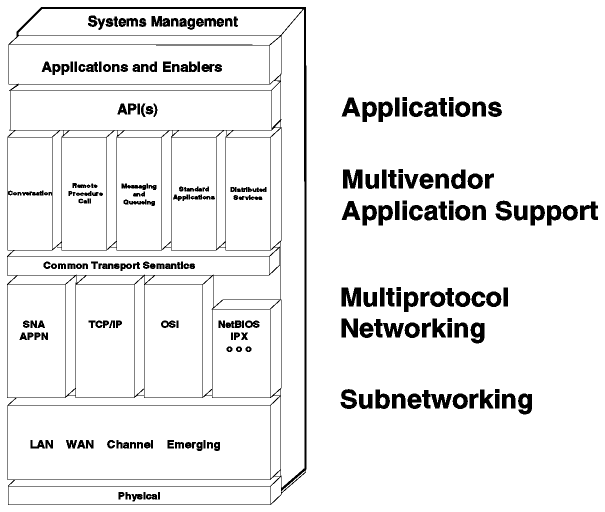 Systems Management
Applications and Enablers
API(s)
Applications
Conversation
Remote
Procedure
Call
Messaging
and
Queueing
Standard
Applications
Distributed
Services
Multivendor
Application Support
Common Transport Semantics
SNA
APPN
TCP/IP
OSI
NetBIOS
IPX
o o o
Multiprotocol
Networking
Subnetworking
LAN WAN Channel Emerging
Physical